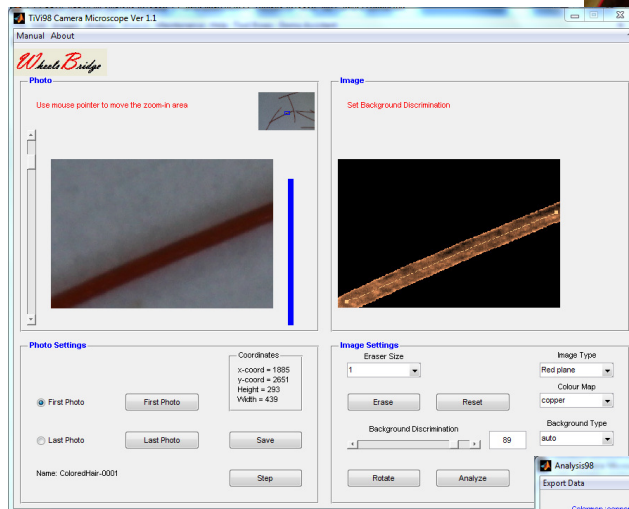 TiVi98 Camera Microscope Ver 1.1
Manual About
Wheels Bridge
Photo
Use mouse pointer to move the zoom-in area
Image
Set Background Discrimination
Photo Settings
Coordinates
x-coord = 1885
y-coord = 2651
Height = 293
Width = 439
First Photo
First Photo
Last Photo
Last Photo
Save
Name: ColoredHair-0001
Step
Image Settings
Eraser Size
1
Image Type
Red plane
Colour Map
copper
Erase
Reset
Background Discrimination
89
Background Type
auto
Rotate
Analyze
Analysis98
Export Data